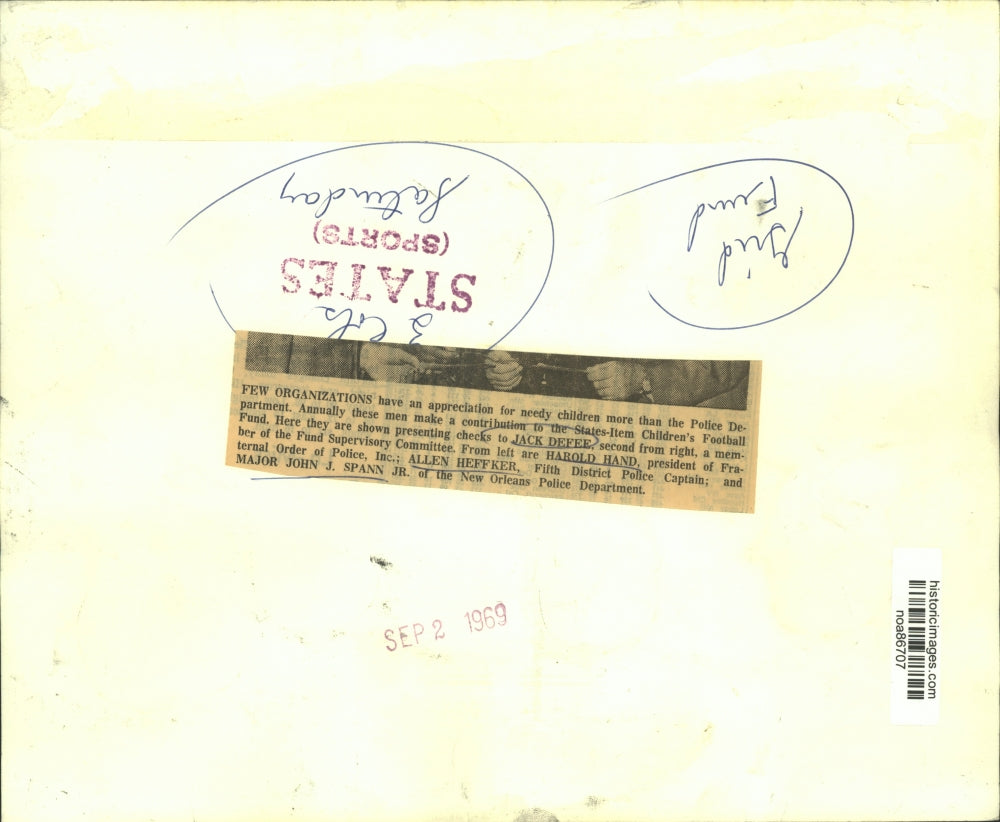 Saturday
(SPORTS)
STATES
3 cols
Grid
Fund
FEW ORGANIZATIONS have an appreciation for needy children more than the Police De-
partment. Annually these men make a contribution to the States-Item Children's Football
Fund. Here they are shown presenting checks to JACK DEFEE, second from right, a mem-
ber of the Fund Supervisory Committee. From left are HAROLD HAND, president of Fra-
ternal Order of Police, Inc.; ALLEN HEFFKER, Fifth District Police Captain; and
MAJOR JOHN J. SPANN JR. of the New Orleans Police Department.
SEP 2 1969
historicimages.com
noa86707